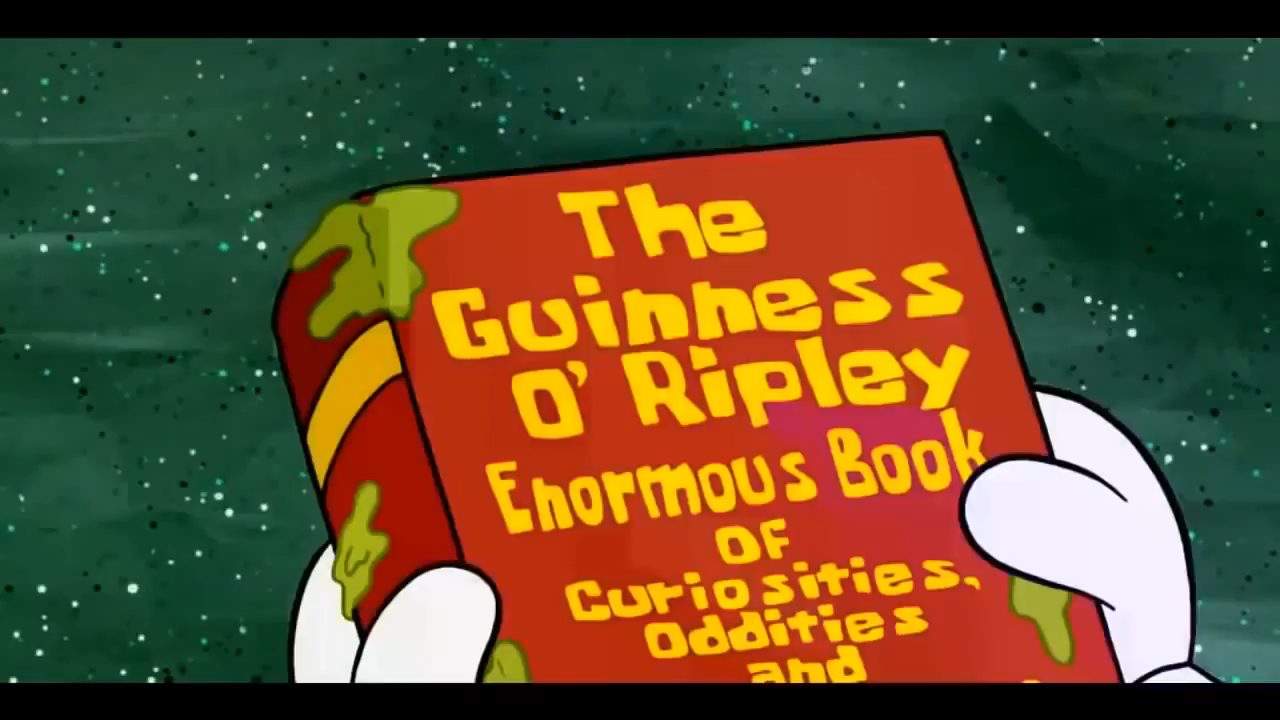 The
Guinness
O' Ripley
Enormous Book
OF
Curiosities,
Oddities
and